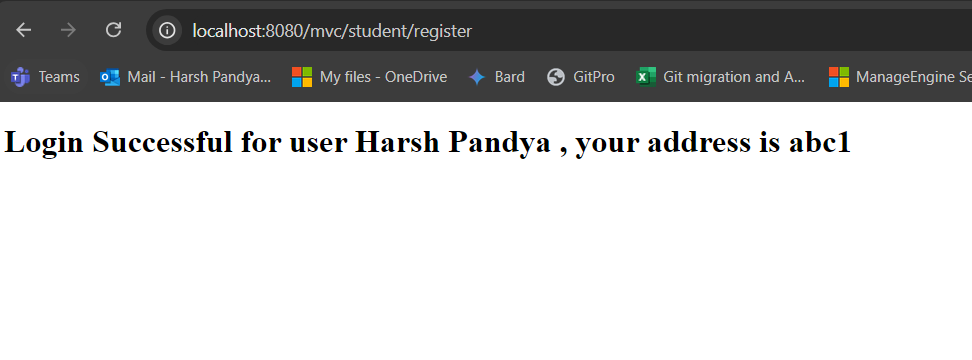 localhost:8080/mvc/student/register
Teams Mail - Harsh Pandya... My files - OneDrive Bard GitPro Git migration and A... ManageEngine Se
Login Successful for user Harsh Pandya , your address is abc1